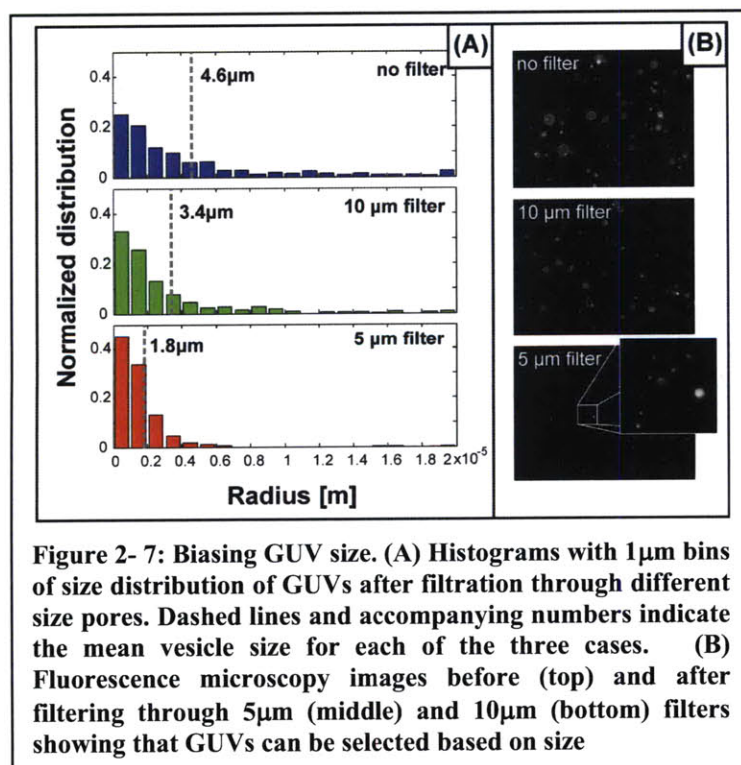 (A)
(B)
no filter
4.6μm
0.4
0.2
0
10 μm filter
3.4μm
0.4
0.2
0
5 μm filter
1.8μm
0.4
0.2
0
Normalized distribution
0 0.2 0.4 0.6 0.8 1 1.2 1.4 1.6 1.8 2x10⁻⁵
Radius [m]
no filter
10 μm filter
5 μm filter
Figure 2- 7: Biasing GUV size. (A) Histograms with 1μm bins
of size distribution of GUVs after filtration through different
size pores. Dashed lines and accompanying numbers indicate
the mean vesicle size for each of the three cases. (B)
Fluorescence microscopy images before (top) and after
filtering through 5μm (middle) and 10μm (bottom) filters
showing that GUVs can be selected based on size